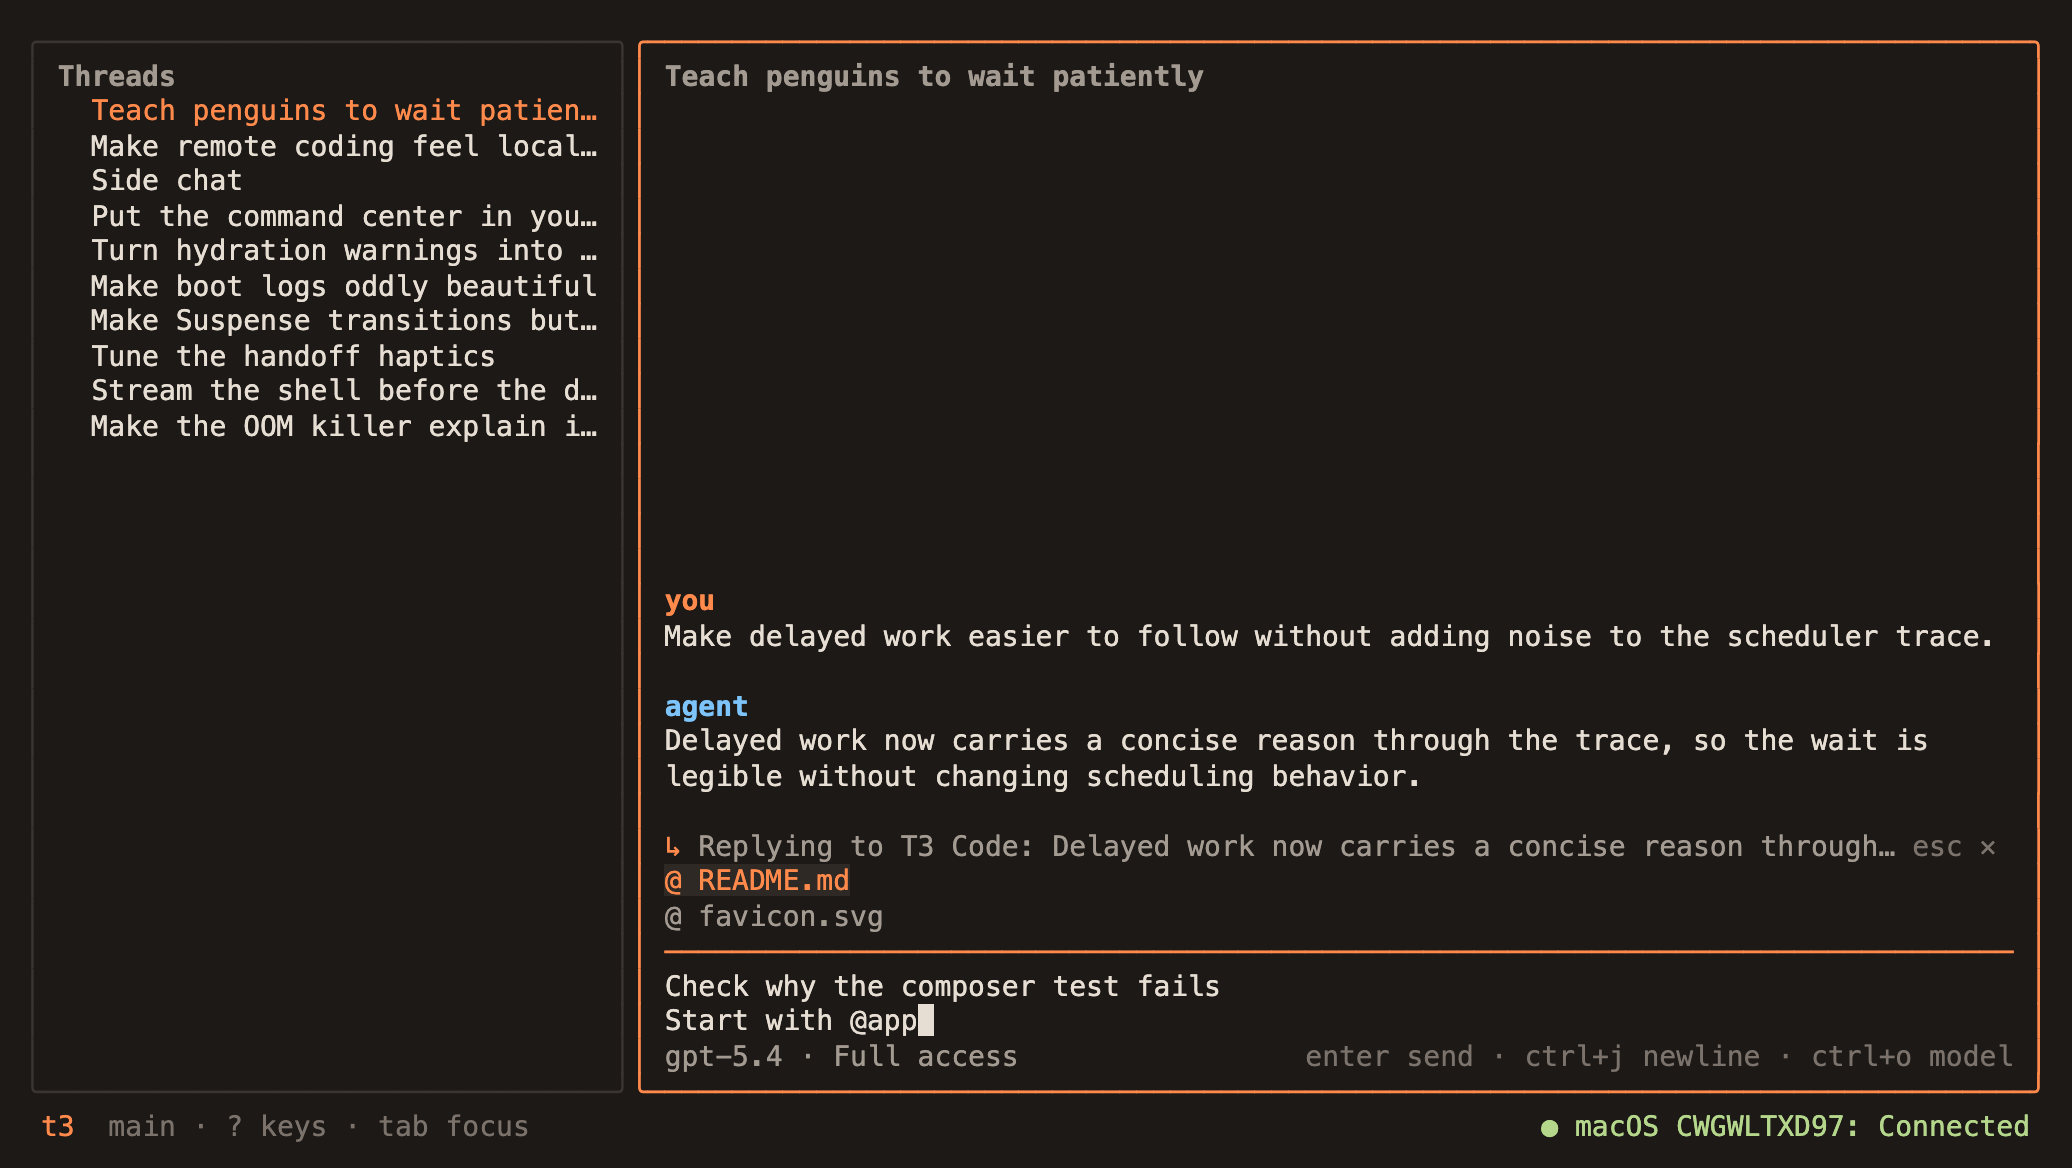 Threads
Teach penguins to wait patien…
Make remote coding feel local…
Side chat
Put the command center in you…
Turn hydration warnings into …
Make boot logs oddly beautiful
Make Suspense transitions but…
Tune the handoff haptics
Stream the shell before the d…
Make the OOM killer explain i…
Teach penguins to wait patiently
you
Make delayed work easier to follow without adding noise to the scheduler trace.
agent
Delayed work now carries a concise reason through the trace, so the wait is
legible without changing scheduling behavior.
↳ Replying to T3 Code: Delayed work now carries a concise reason through… esc ×
@ README.md
@ favicon.svg
Check why the composer test fails
Start with @app
gpt-5.4 · Full access enter send · ctrl+j newline · ctrl+o model
t3 main · ? keys · tab focus ● macOS CWGWLTXD97: Connected